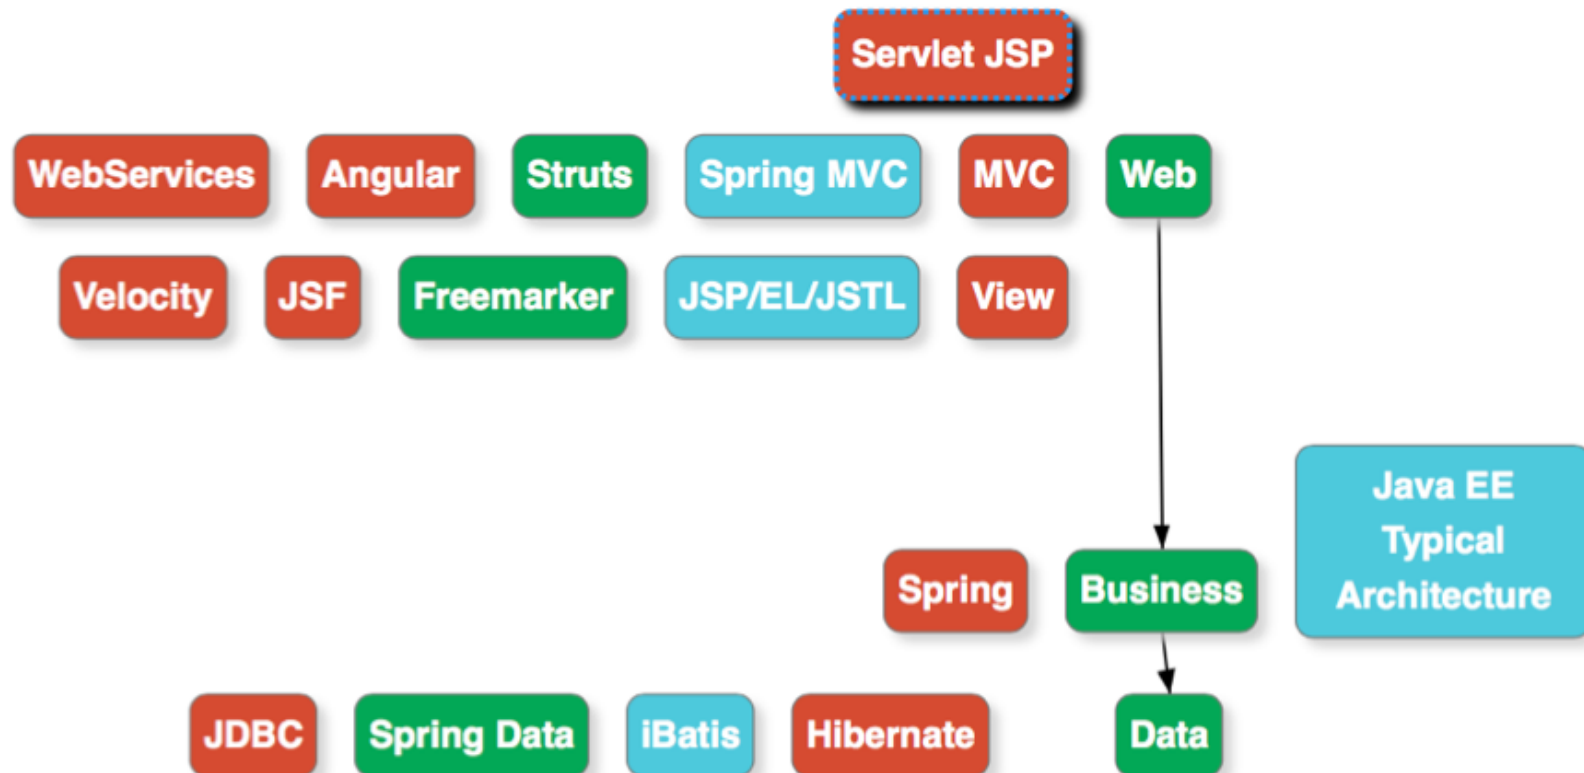 Servlet JSP
WebServices
Angular
Struts
Spring MVC
MVC
Web
Velocity
JSF
Freemarker
JSP/EL/JSTL
View
Java EE
Typical
Architecture
Spring
Business
JDBC
Spring Data
iBatis
Hibernate
Data